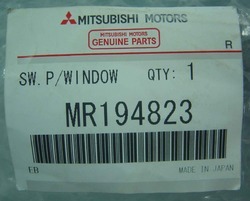 MITSUBISHI MOTORS
MITSUBISHI MOTORS
GENUINE PARTS
R
SW. P/WINDOW QTY: 1
MR194823
EB MADE IN JAPAN